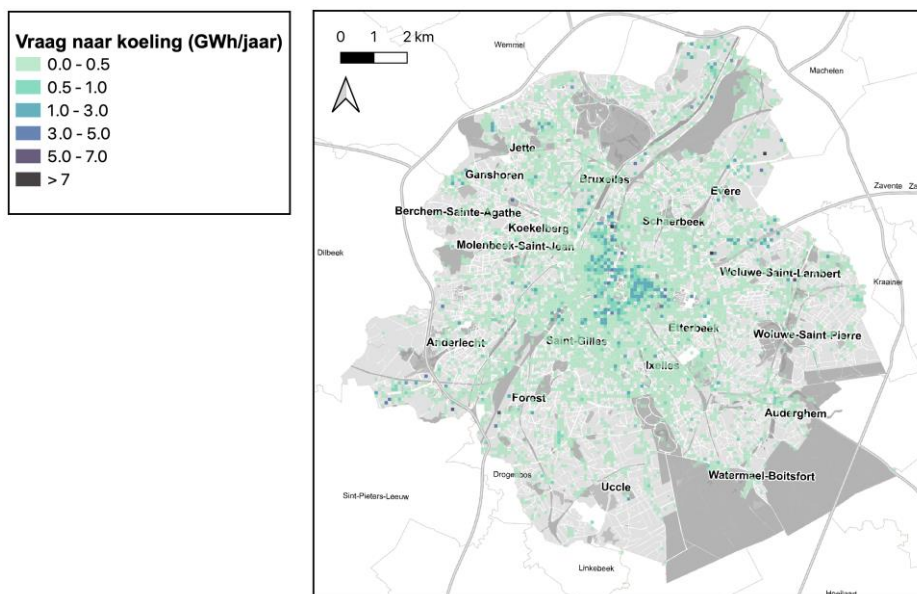 Vraag naar koeling (GWh/jaar)
0.0 - 0.5
0.5 - 1.0
1.0 - 3.0
3.0 - 5.0
5.0 - 7.0
> 7
0 1 2 km
Wemmel
Machelen
Jette
Ganshoren
Bruxelles
Evere
Zavente Za
Berchem-Sainte-Agathe
Koekelberg
Schaerbeek
Molenbeek-Saint-Jean
Dilbeek
Woluwe-Saint-Lambert
Kraainer
Etterbeek
Woluwe-Saint-Pierre
Anderlecht
Saint-Gilles
Ixelles
Forest
Auderghem
Drogenbos
Watermael-Boitsfort
Uccle
Sint-Pieters-Leeuw
Linkebeek